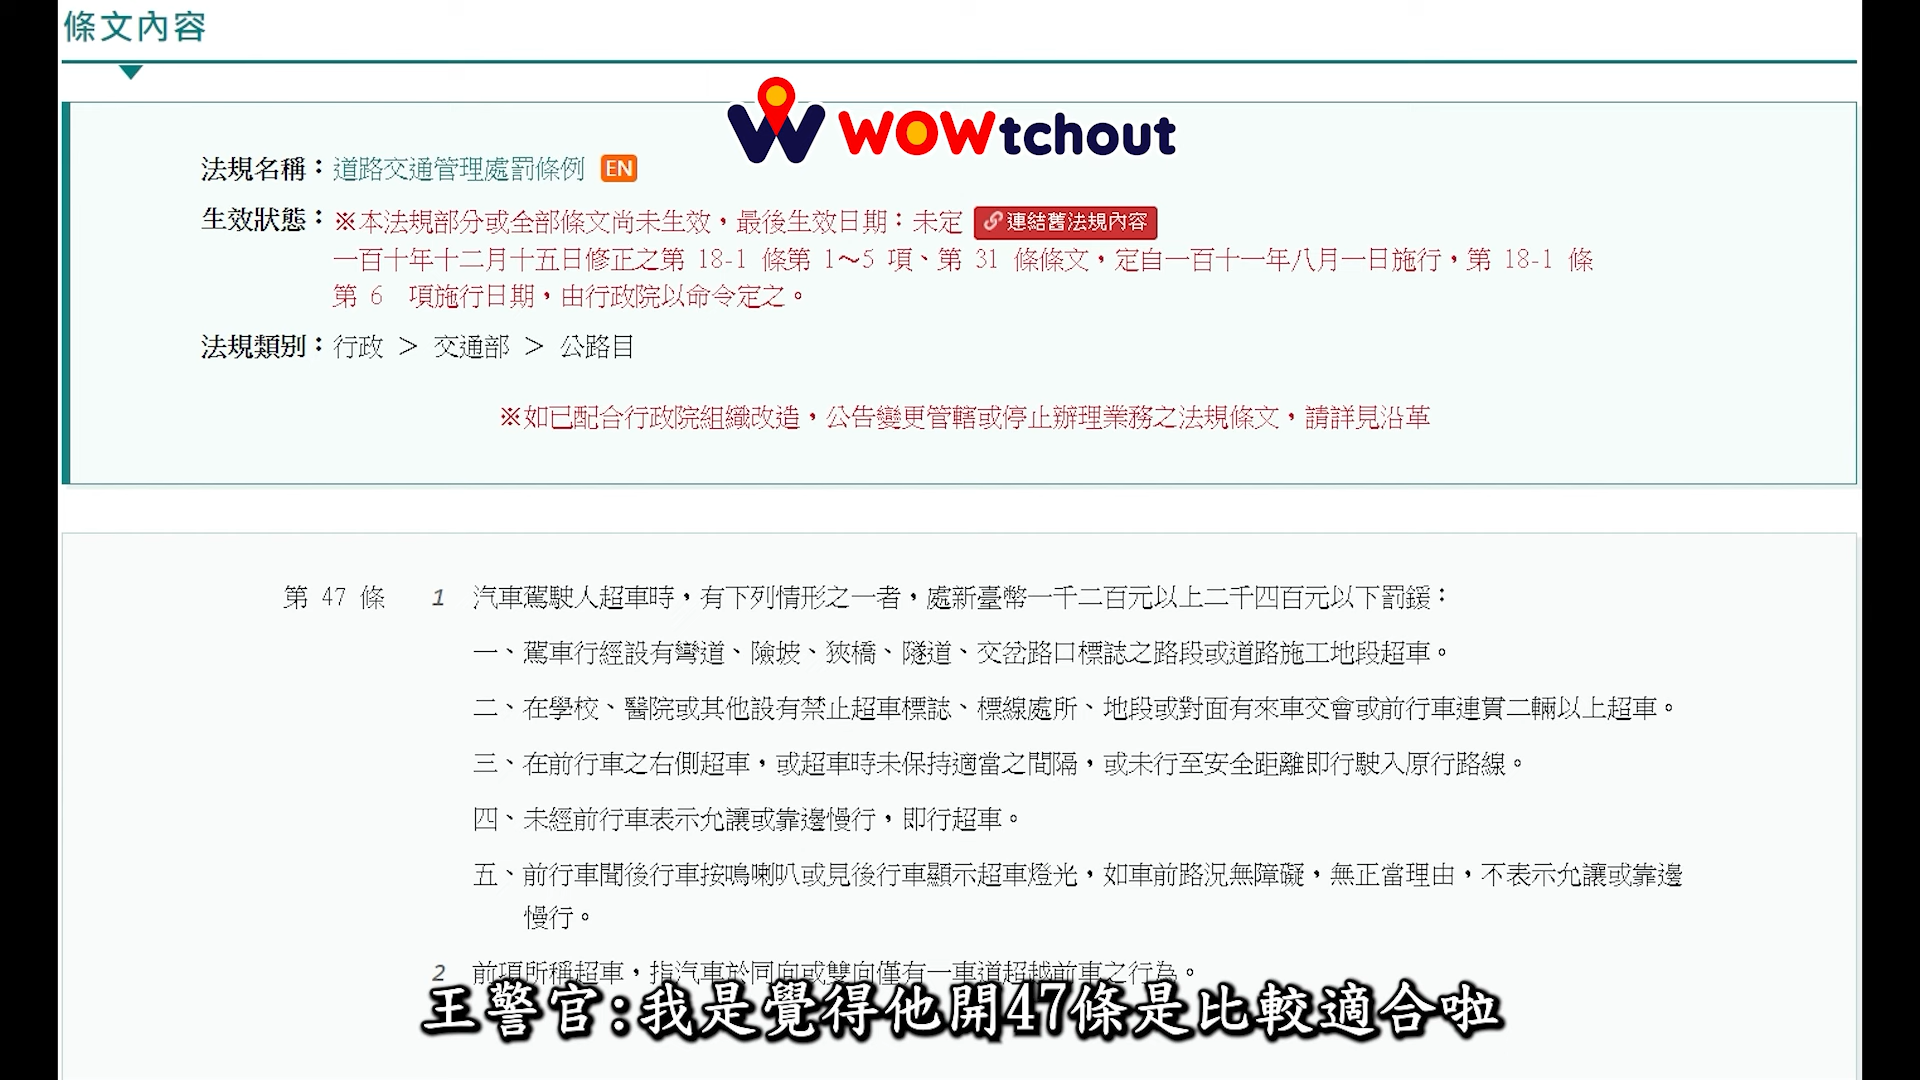 條文內容
WOWtchout
法規名稱：道路交通管理處罰條例 EN
生效狀態：※本法規部分或全部條文尚未生效，最後生效日期：未定 連結舊法規內容
一百十年十二月十五日修正之第 18-1 條第 1～5 項、第 31 條條文，定自一百十一年八月一日施行，第 18-1 條
第 6 項施行日期，由行政院以命令定之。
法規類別：行政 ＞ 交通部 ＞ 公路目
※如已配合行政院組織改造，公告變更管轄或停止辦理業務之法規條文，請詳見沿革
第 47 條 1 汽車駕駛人超車時，有下列情形之一者，處新臺幣一千二百元以上二千四百元以下罰鍰：
一、駕車行經設有彎道、險坡、狹橋、隧道、交岔路口標誌之路段或道路施工地段超車。
二、在學校、醫院或其他設有禁止超車標誌、標線處所、地段或對面有來車交會或前行車連貫二輛以上超車。
三、在前行車之右側超車，或超車時未保持適當之間隔，或未行至安全距離即行駛入原行路線。
四、未經前行車表示允讓或靠邊慢行，即行超車。
五、前行車聞後行車按鳴喇叭或見後行車顯示超車燈光，如車前路況無障礙，無正當理由，不表示允讓或靠邊
慢行。
2 前項所稱超車，指汽車於同向或雙向僅有一車道超越前車之行為。
王警官:我是覺得他開47條是比較適合啦